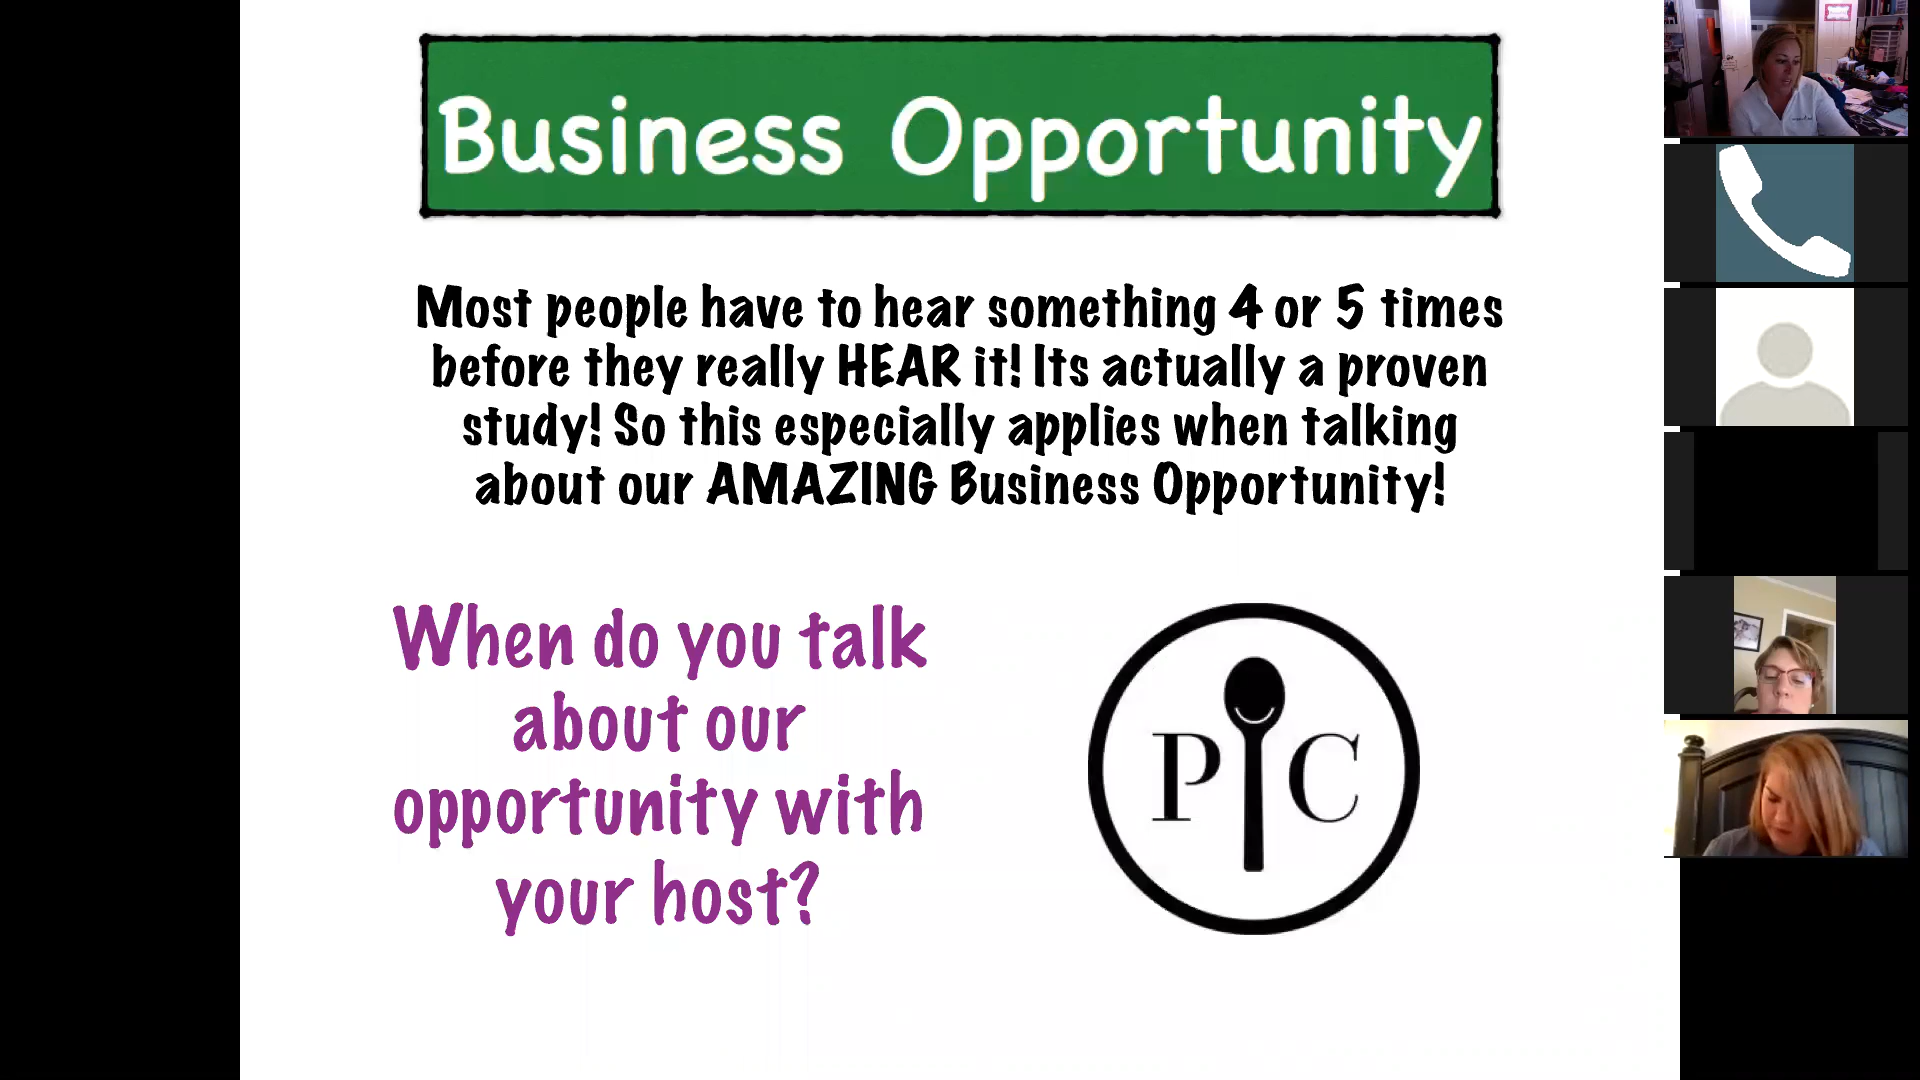 Business Opportunity
Most people have to hear something 4 or 5 times
before they really HEAR it! Its actually a proven
study! So this especially applies when talking
about our AMAZING Business Opportunity!
When do you talk
about our
opportunity with
your host?
P C